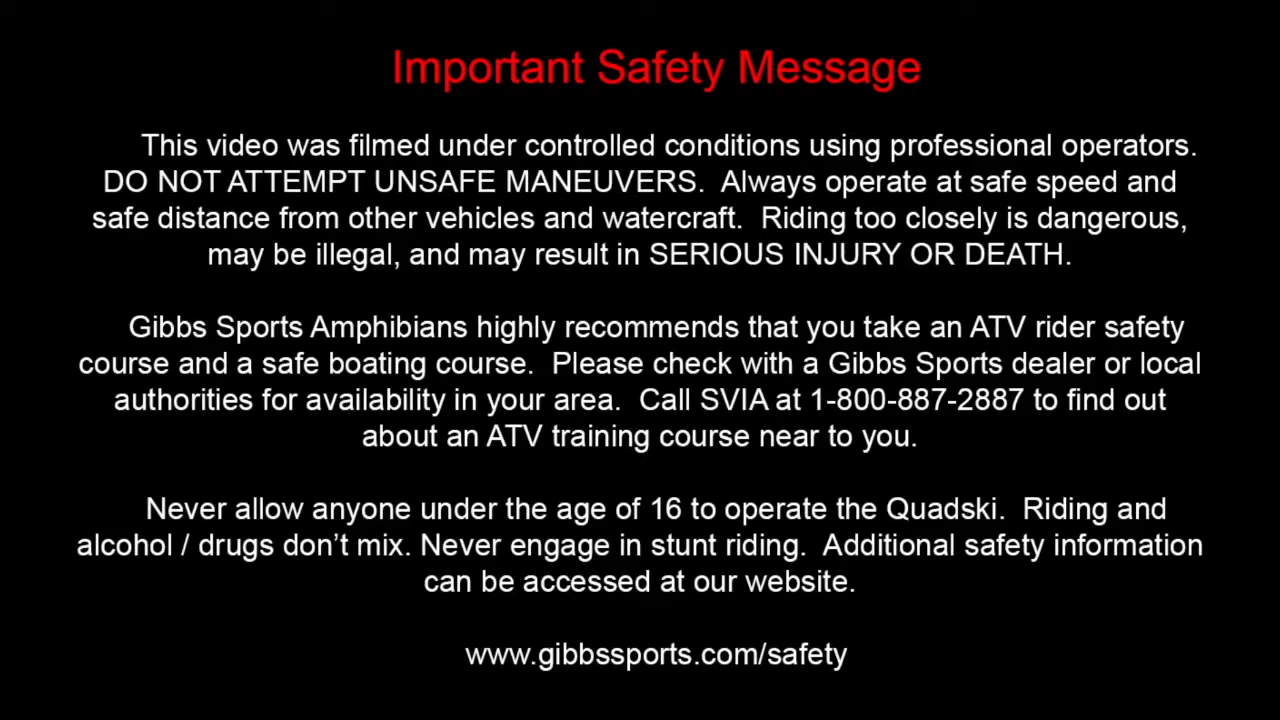 Important Safety Message
This video was filmed under controlled conditions using professional operators.
DO NOT ATTEMPT UNSAFE MANEUVERS.  Always operate at safe speed and
safe distance from other vehicles and watercraft.  Riding too closely is dangerous,
may be illegal, and may result in SERIOUS INJURY OR DEATH.
Gibbs Sports Amphibians highly recommends that you take an ATV rider safety
course and a safe boating course.  Please check with a Gibbs Sports dealer or local
authorities for availability in your area.  Call SVIA at 1-800-887-2887 to find out
about an ATV training course near to you.
Never allow anyone under the age of 16 to operate the Quadski.  Riding and
alcohol / drugs don’t mix. Never engage in stunt riding.  Additional safety information
can be accessed at our website.
www.gibbssports.com/safety